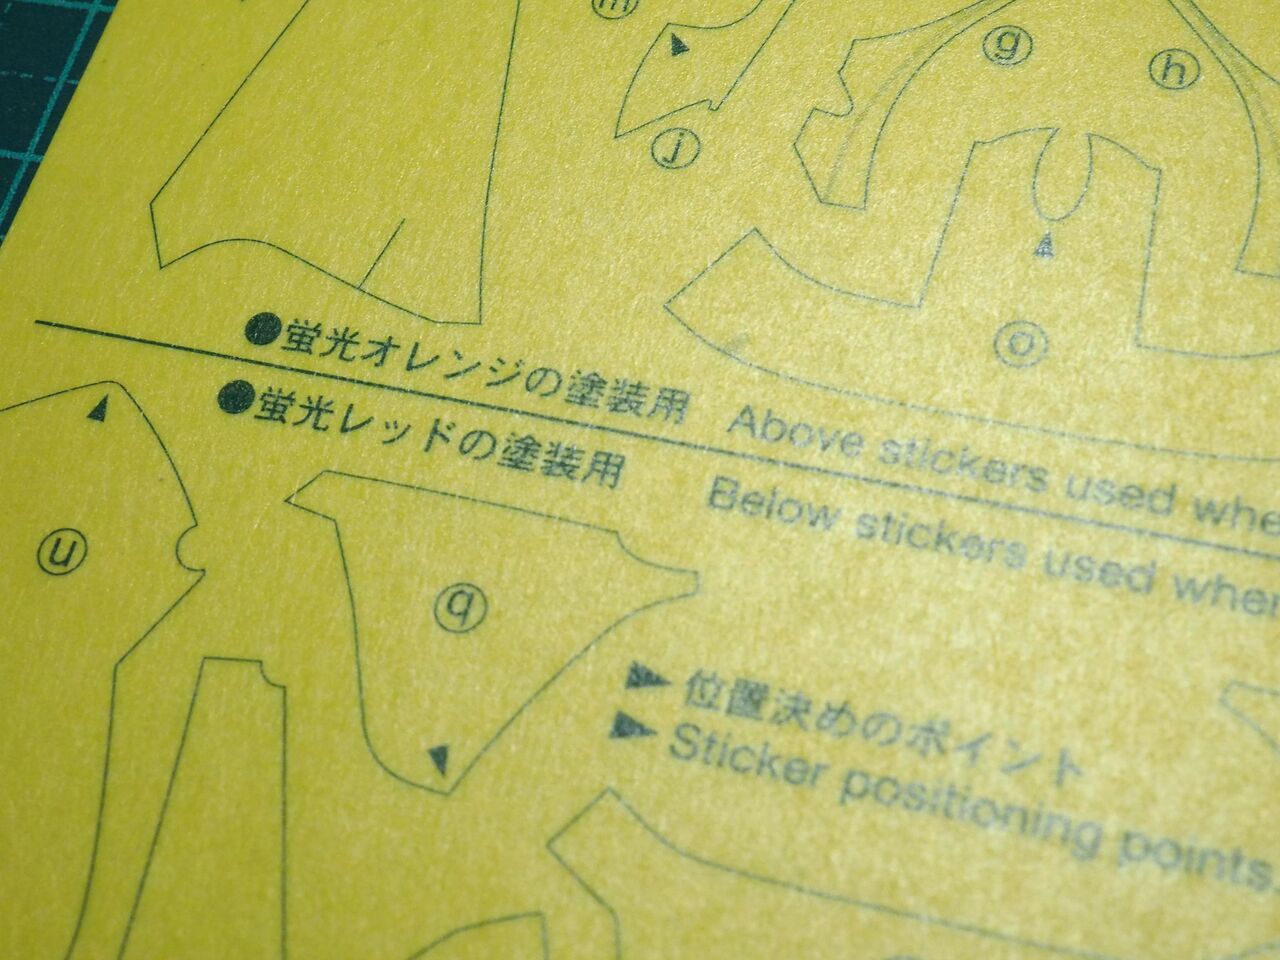 m
g
h
j
o
●蛍光オレンジの塗装用 Above stickers used whe
●蛍光レッドの塗装用 Below stickers used when
u
q
▶位置決めのポイント
▶Sticker positioning points.